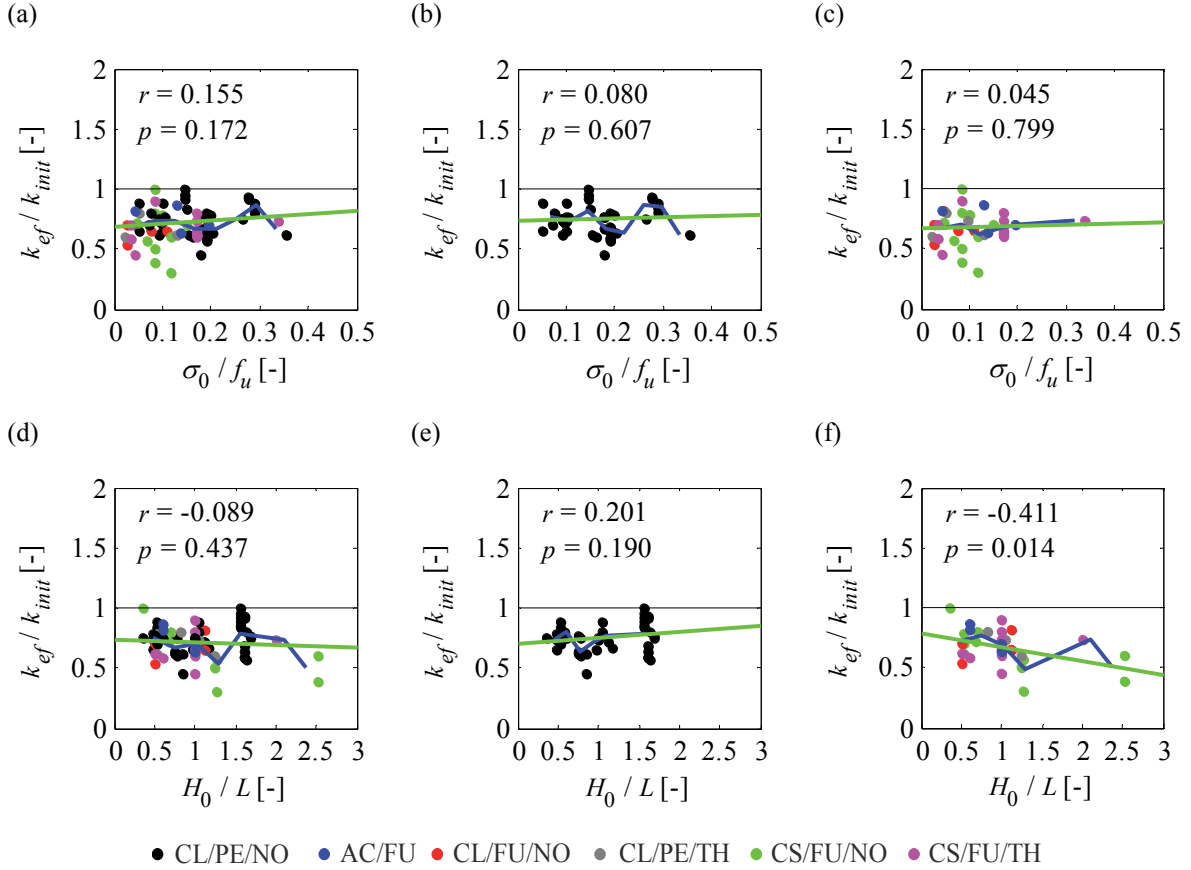 (a)
(b)
(c)
r = 0.155
p = 0.172
r = 0.080
p = 0.607
r = 0.045
p = 0.799
k_ef / k_init [-]
k_ef / k_init [-]
k_ef / k_init [-]
2
1.5
1
0.5
0
2
1.5
1
0.5
0
2
1.5
1
0.5
0
0 0.1 0.2 0.3 0.4 0.5
0 0.1 0.2 0.3 0.4 0.5
0 0.1 0.2 0.3 0.4 0.5
σ_0 / f_u [-]
σ_0 / f_u [-]
σ_0 / f_u [-]
(d)
(e)
(f)
r = -0.089
p = 0.437
r = 0.201
p = 0.190
r = -0.411
p = 0.014
k_ef / k_init [-]
k_ef / k_init [-]
k_ef / k_init [-]
2
1.5
1
0.5
0
2
1.5
1
0.5
0
2
1.5
1
0.5
0
0 0.5 1 1.5 2 2.5 3
0 0.5 1 1.5 2 2.5 3
0 0.5 1 1.5 2 2.5 3
H_0 / L [-]
H_0 / L [-]
H_0 / L [-]
CL/PE/NO AC/FU CL/FU/NO CL/PE/TH CS/FU/NO CS/FU/TH